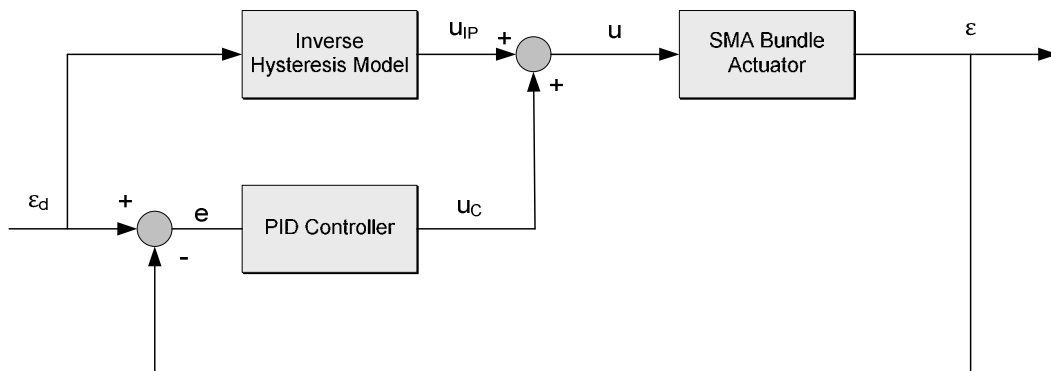 Inverse
Hysteresis Model
u_IP
+
+
u
SMA Bundle
Actuator
ε
ε_d
+
-
e
PID Controller
u_C